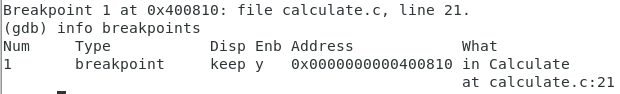 Breakpoint 1 at 0x400810: file calculate.c, line 21.
(gdb) info breakpoints
Num     Type           Disp Enb Address            What
1       breakpoint     keep y   0x0000000000400810 in Calculate
                                                   at calculate.c:21